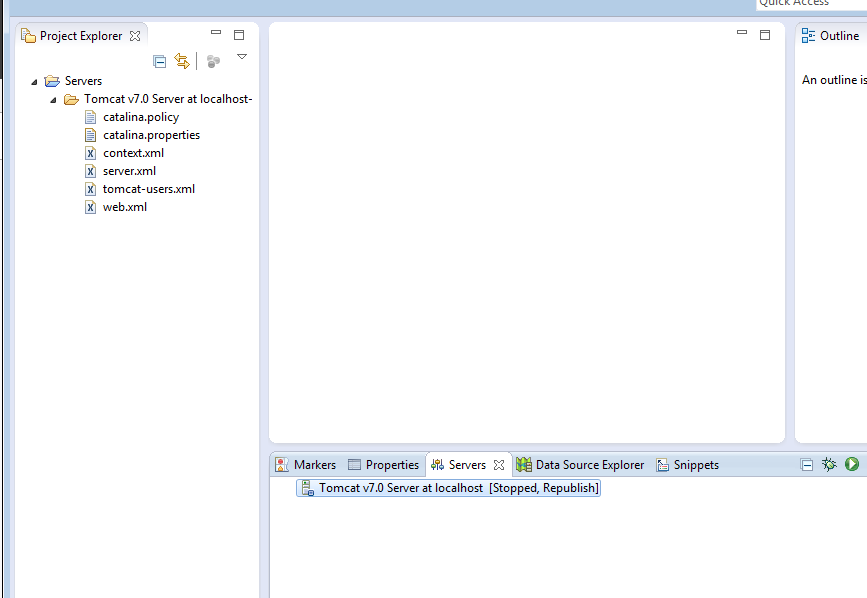 Quick Access
Project Explorer
Outline
An outline is
Servers
Tomcat v7.0 Server at localhost-
catalina.policy
catalina.properties
context.xml
server.xml
tomcat-users.xml
web.xml
Markers
Properties
Servers
Data Source Explorer
Snippets
Tomcat v7.0 Server at localhost [Stopped, Republish]